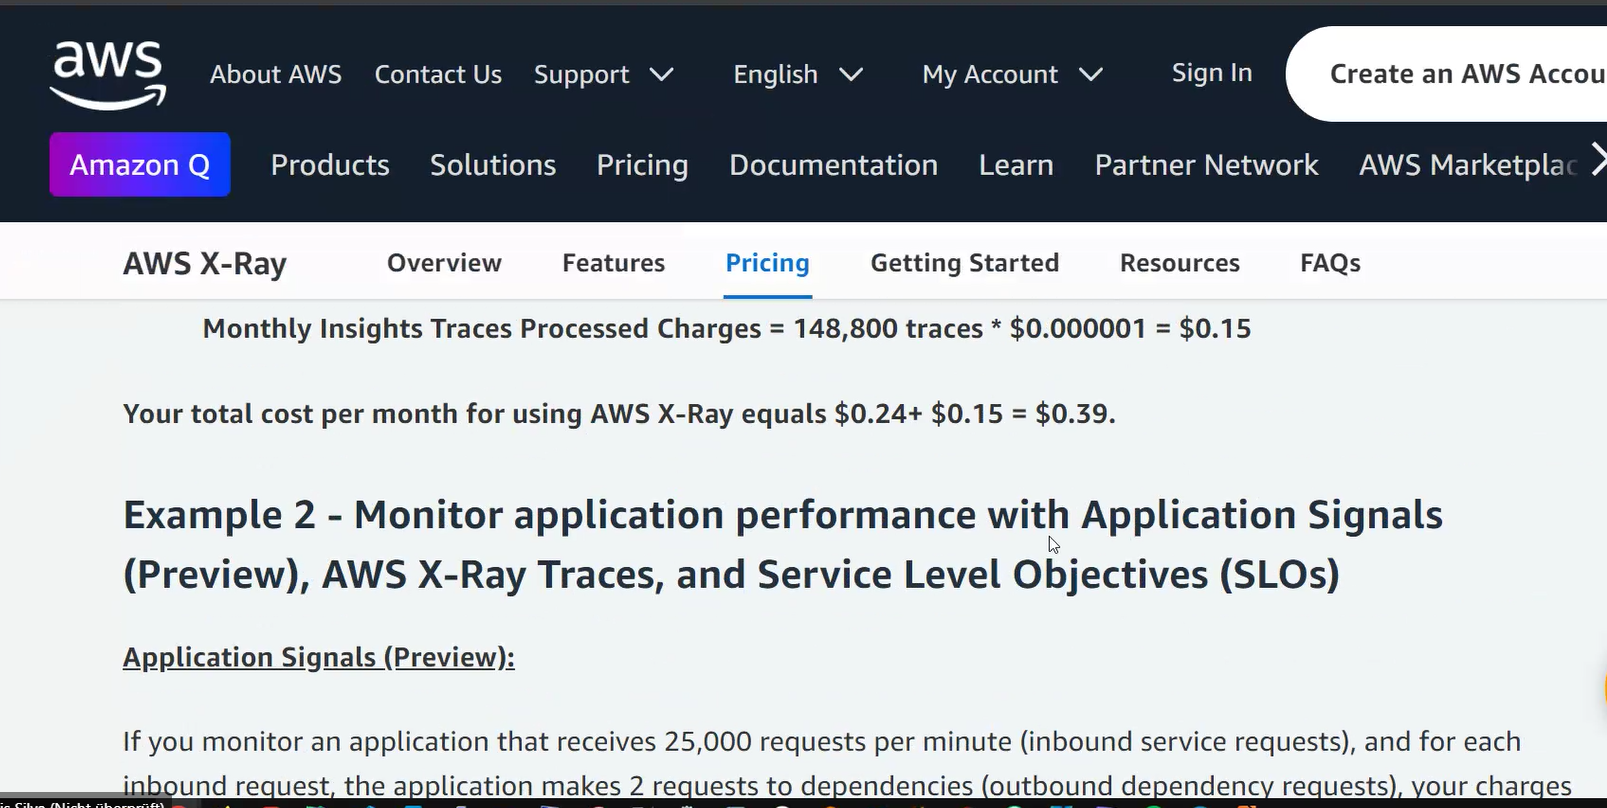 aws
About AWS Contact Us Support English My Account Sign In Create an AWS Accou
Amazon Q Products Solutions Pricing Documentation Learn Partner Network AWS Marketplac
AWS X-Ray Overview Features Pricing Getting Started Resources FAQs
Monthly Insights Traces Processed Charges = 148,800 traces * $0.000001 = $0.15
Your total cost per month for using AWS X-Ray equals $0.24+ $0.15 = $0.39.
Example 2 - Monitor application performance with Application Signals
(Preview), AWS X-Ray Traces, and Service Level Objectives (SLOs)
Application Signals (Preview):
If you monitor an application that receives 25,000 requests per minute (inbound service requests), and for each
inbound request, the application makes 2 requests to dependencies (outbound dependency requests), your charges
is Silva (Nicht überprüft)